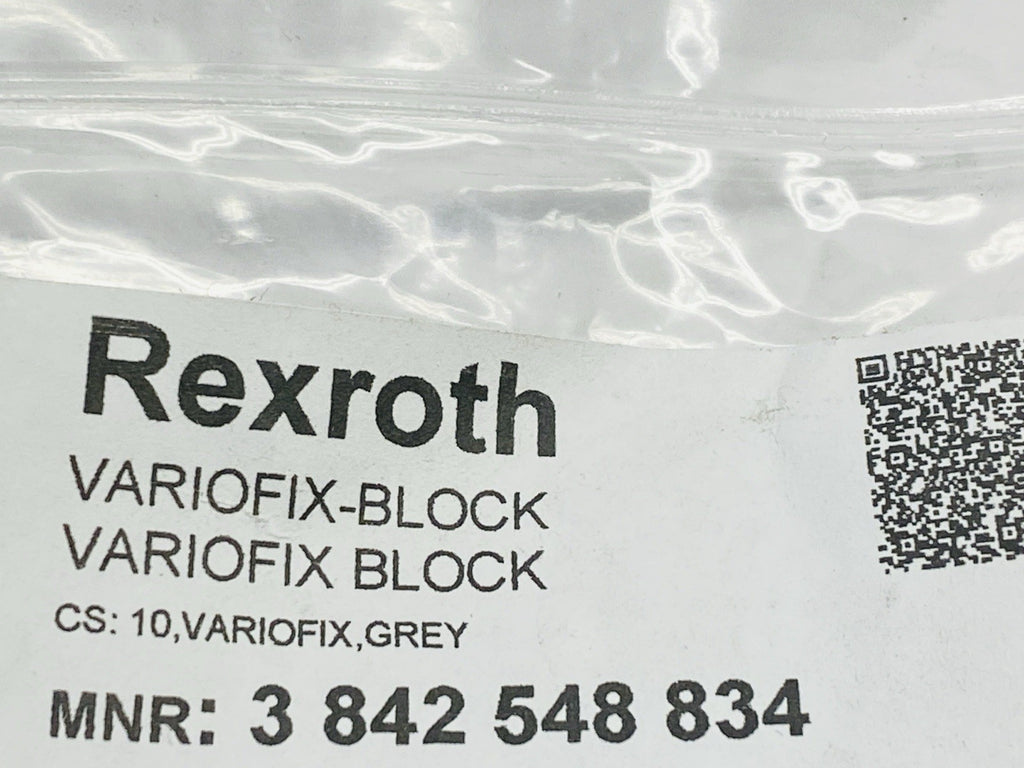 Rexroth
VARIOFIX-BLOCK
VARIOFIX BLOCK
CS: 10,VARIOFIX,GREY
MNR: 3 842 548 834